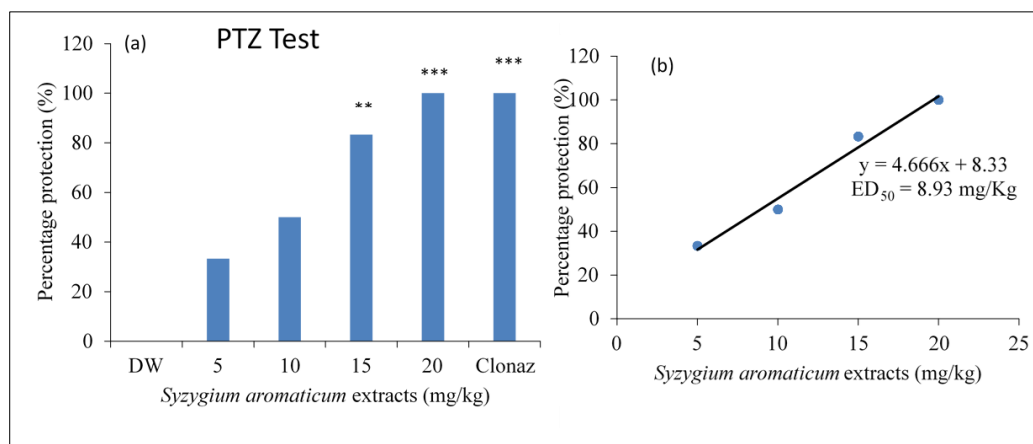 (a)
PTZ Test
Percentage protection (%)
120
100
80
60
40
20
0
**
***
***
DW 5 10 15 20 Clonaz
Syzygium aromaticum extracts (mg/kg)
(b)
Percentage protection (%)
120
100
80
60
40
20
0
y = 4.666x + 8.33
ED₅₀ = 8.93 mg/Kg
0 5 10 15 20 25
Syzygium aromaticum extracts (mg/kg)